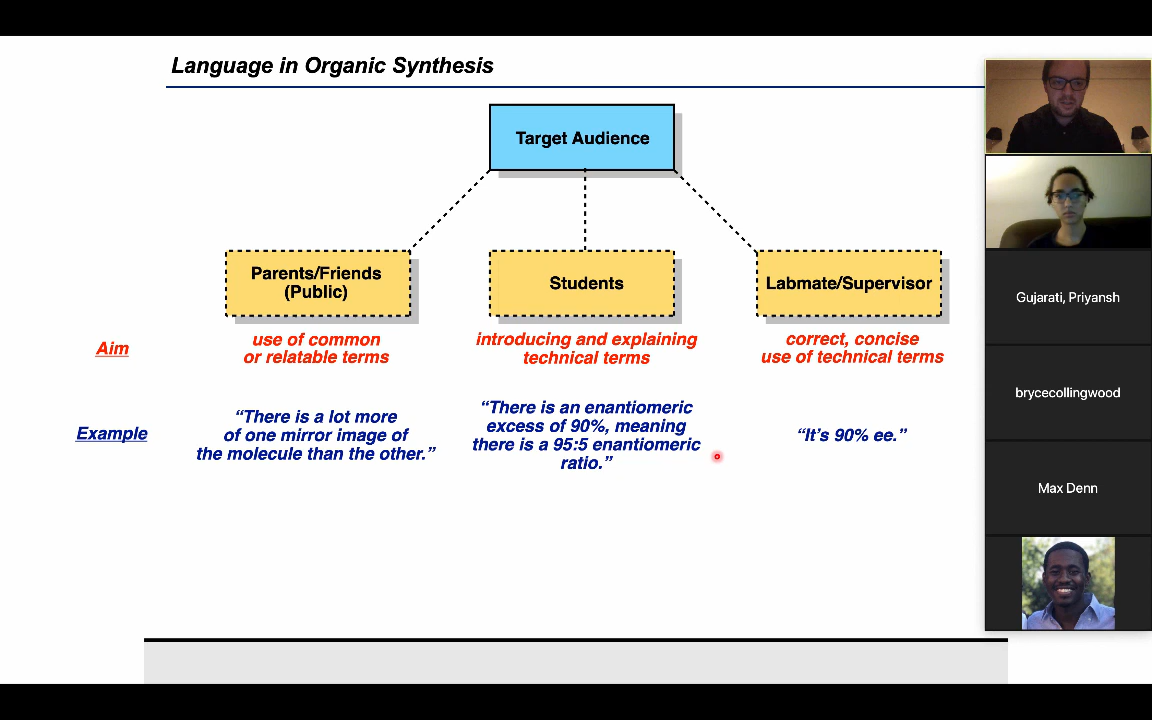 Language in Organic Synthesis
Target Audience
Parents/Friends
(Public)
Students
Labmate/Supervisor
Aim
use of common
or relatable terms
introducing and explaining
technical terms
correct, concise
use of technical terms
Example
“There is a lot more
of one mirror image of
the molecule than the other.”
“There is an enantiomeric
excess of 90%, meaning
there is a 95:5 enantiomeric
ratio.”
“It’s 90% ee.”
Gujarati, Priyansh
brycecollingwood
Max Denn